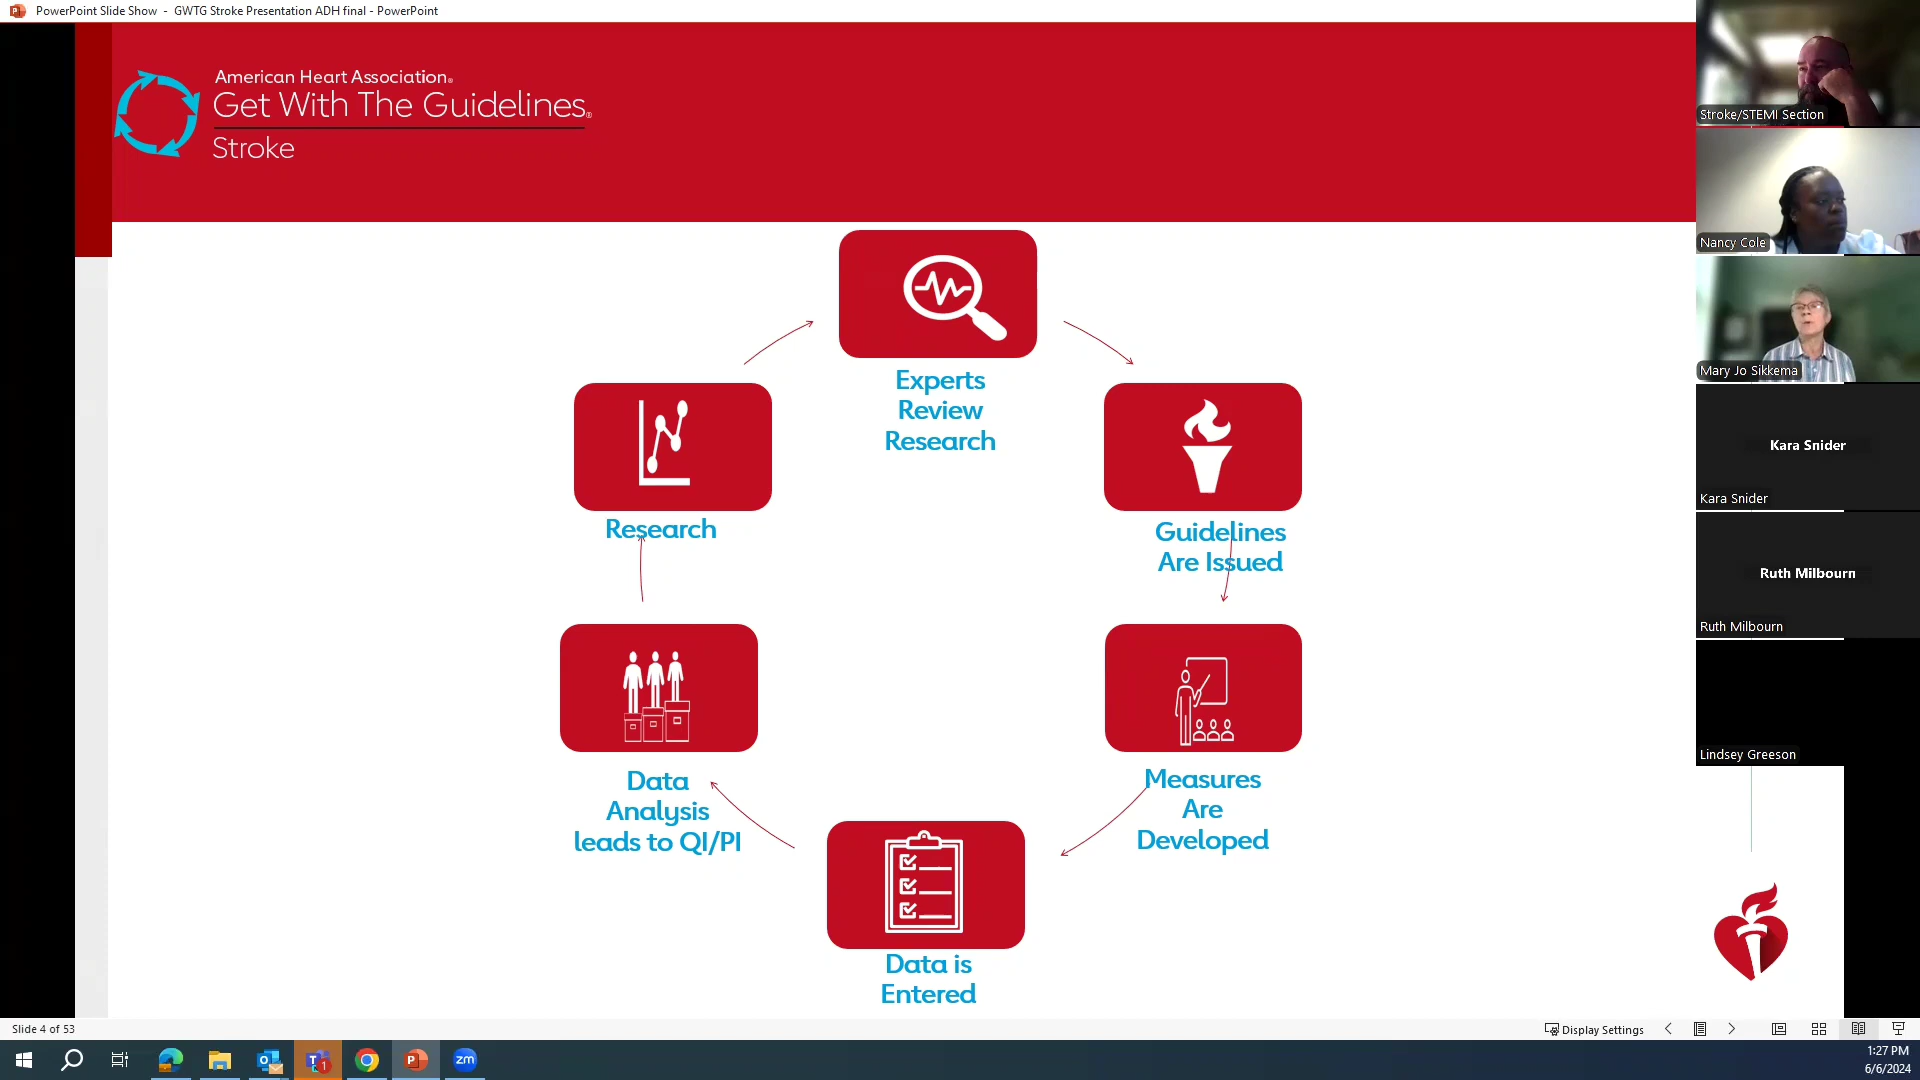 PowerPoint Slide Show - GWTG Stroke Presentation ADH final - PowerPoint
American Heart Association®
Get With The Guidelines®
Stroke
Experts
Review
Research
Research
Guidelines
Are Issued
Data
Analysis
leads to QI/PI
Measures
Are
Developed
Data is
Entered
Stroke/STEMI Section
Nancy Cole
Mary Jo Sikkema
Kara Snider
Kara Snider
Ruth Milbourn
Ruth Milbourn
Lindsey Greeson
Slide 4 of 53
Display Settings
zm
1:27 PM
6/6/2024